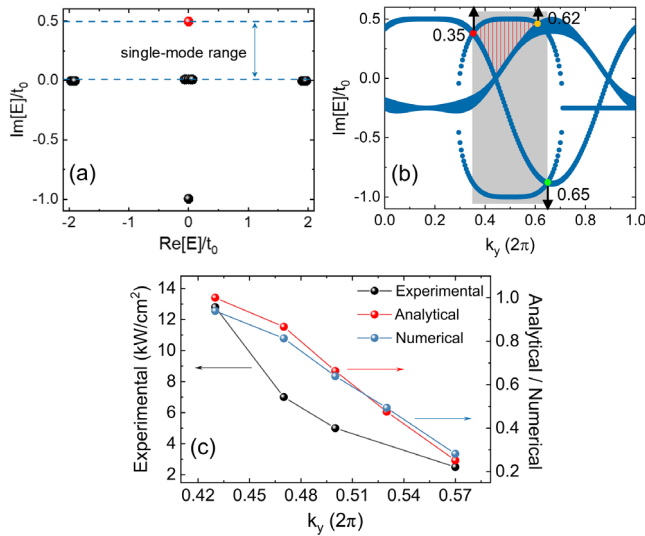 0.5
0.0
-0.5
-1.0
Im[E]/t0
single-mode range
(a)
-2
-1
0
1
2
Re[E]/t0
0.5
0.0
-0.5
-1.0
Im[E]/t0
0.35
0.62
0.65
(b)
0.0
0.2
0.4
0.6
0.8
1.0
ky (2π)
14
12
10
8
6
4
2
Experimental (kW/cm2)
Experimental
Analytical
Numerical
(c)
1.0
0.8
0.6
0.4
0.2
Analytical / Numerical
0.42
0.45
0.48
0.51
0.54
0.57
ky (2π)